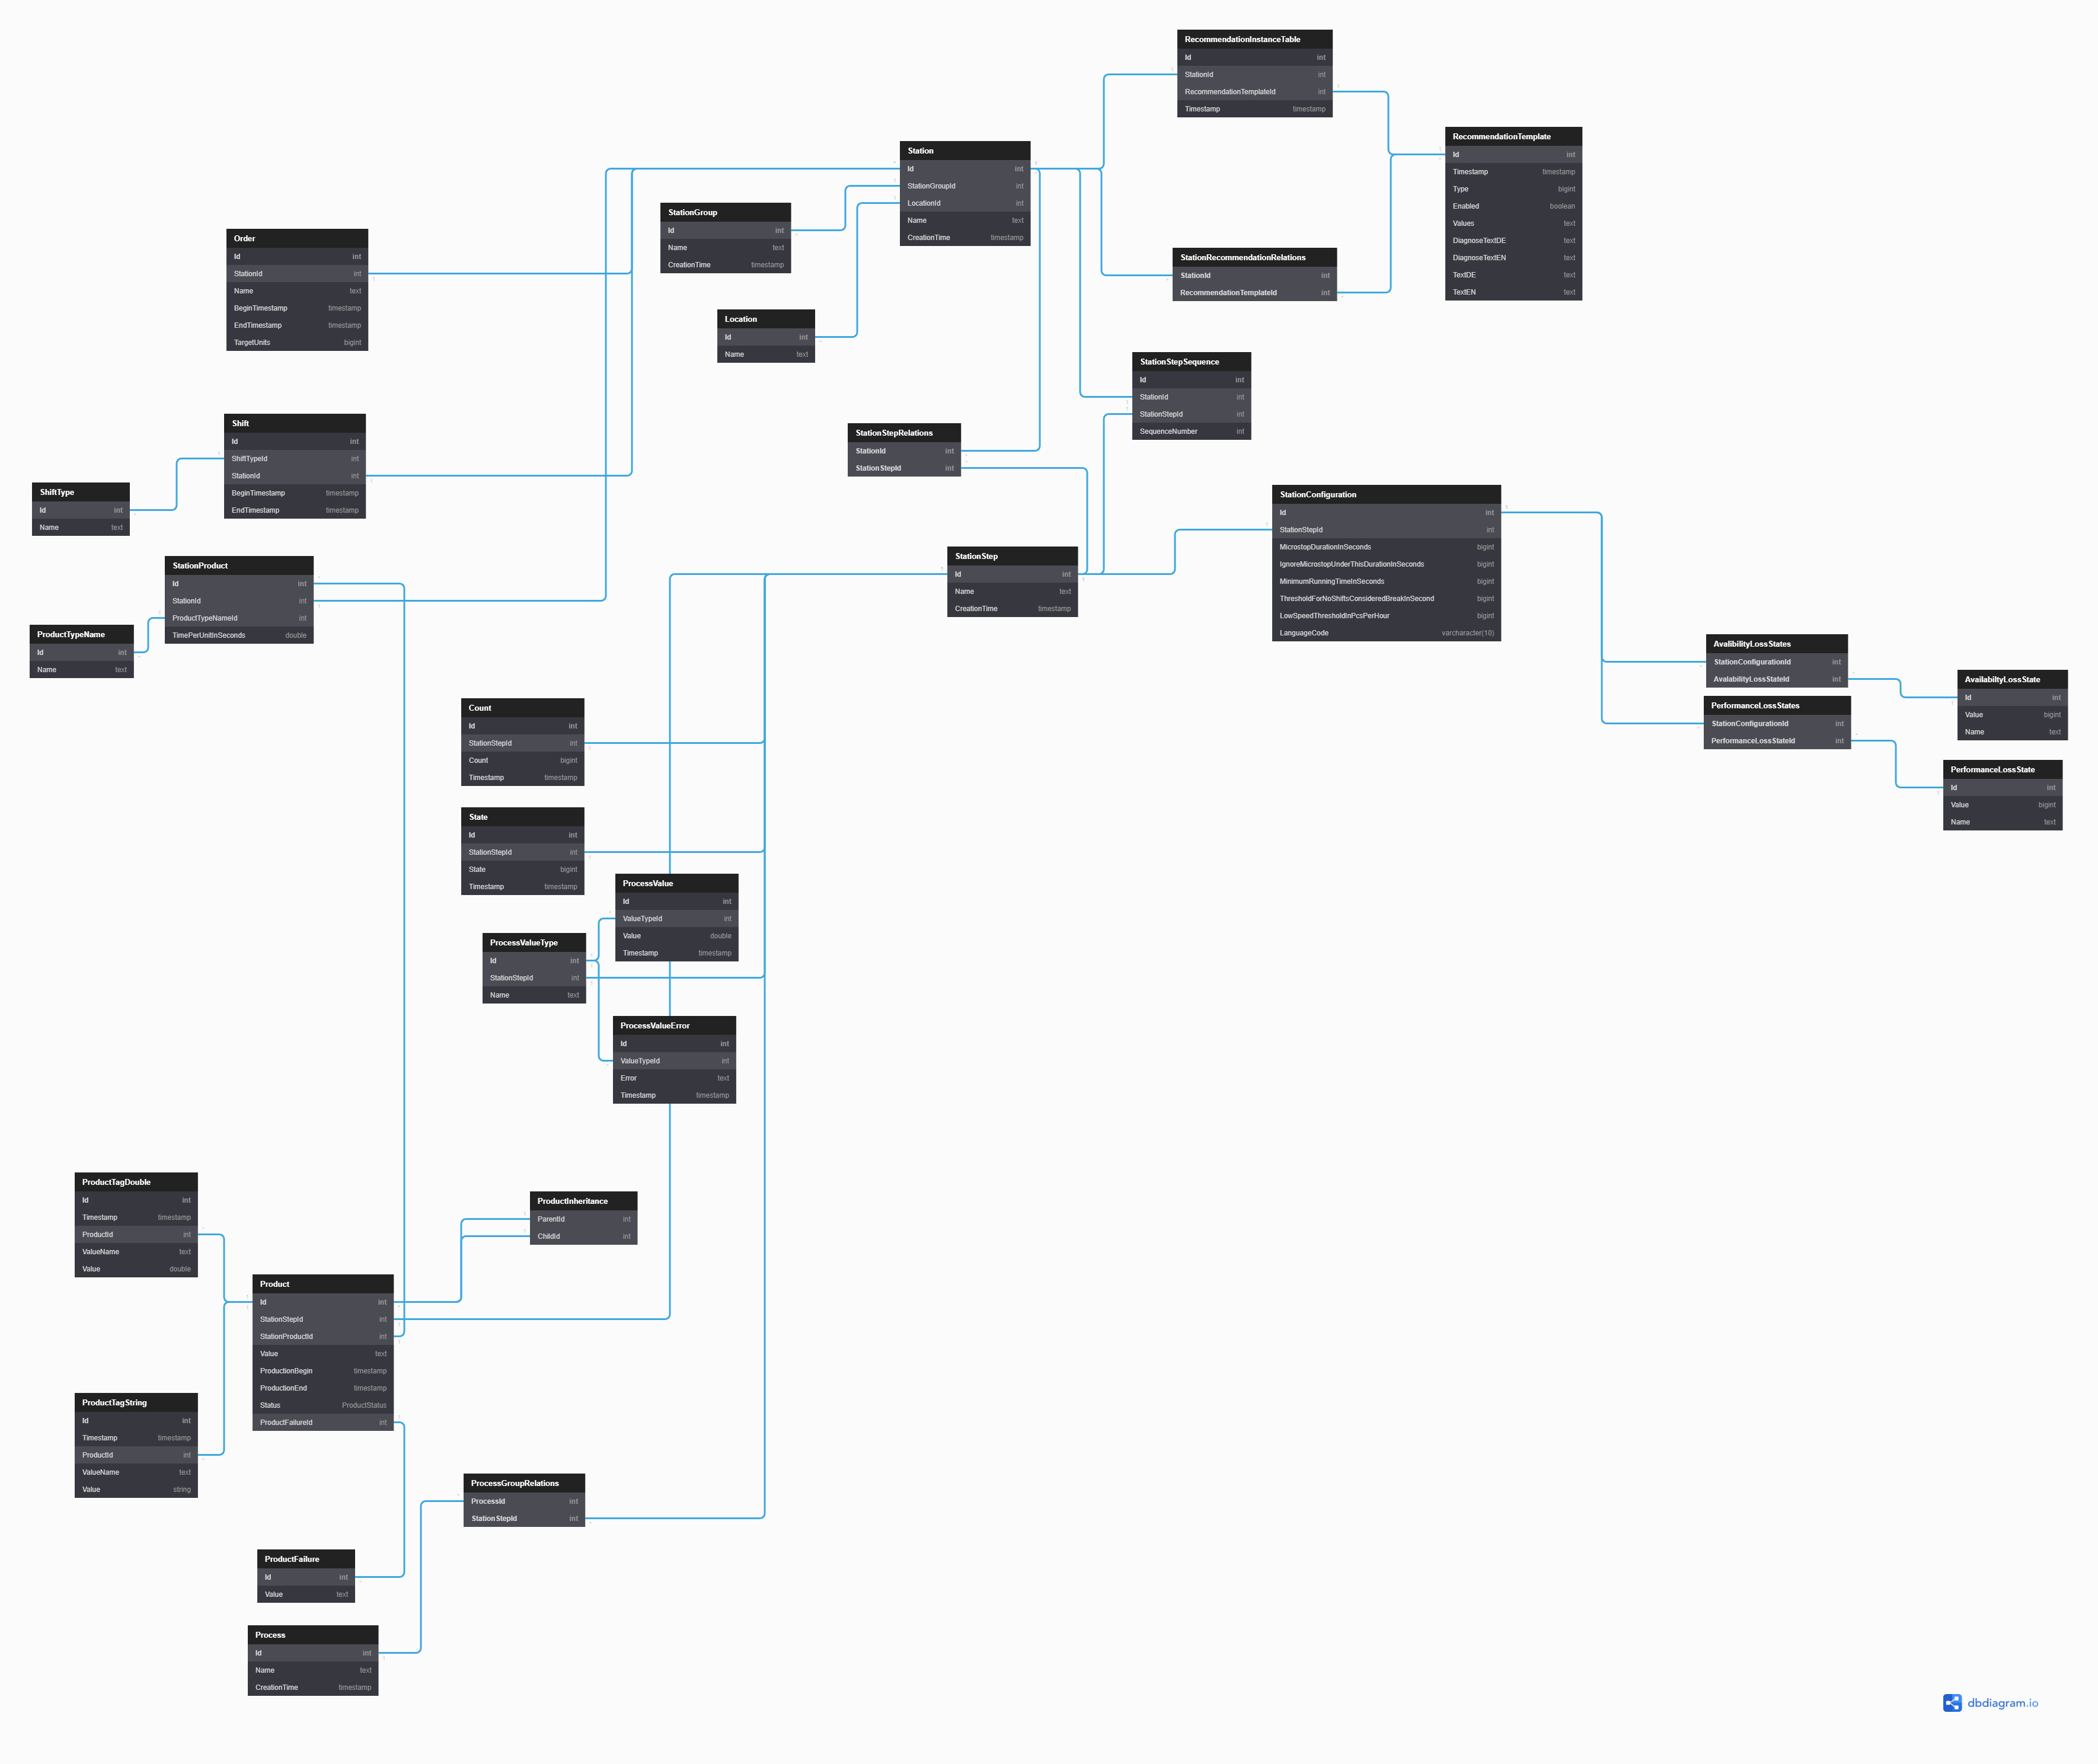 RecommendationInstanceTable
Id int
StationId int
RecommendationTemplateId int
Timestamp timestamp
RecommendationTemplate
Id int
Timestamp timestamp
Type bigint
Enabled boolean
Values text
DiagnoseTextDE text
DiagnoseTextEN text
TextDE text
TextEN text
Station
Id int
StationGroupId int
LocationId int
Name text
CreationTime timestamp
StationGroup
Id int
Name text
CreationTime timestamp
Order
Id int
StationId int
Name text
BeginTimestamp timestamp
EndTimestamp timestamp
TargetUnits bigint
StationRecommendationRelations
StationId int
RecommendationTemplateId int
Location
Id int
Name text
StationStepSequence
Id int
StationId int
StationStepId int
SequenceNumber int
Shift
Id int
ShiftTypeId int
StationId int
BeginTimestamp timestamp
EndTimestamp timestamp
StationStepRelations
StationId int
StationStepId int
ShiftType
Id int
Name text
StationConfiguration
Id int
StationStepId int
MicrostopDurationInSeconds bigint
IgnoreMicrostopUnderThisDurationInSeconds bigint
MinimumRunningTimeInSeconds bigint
ThresholdForNoShiftsConsideredBreakInSecond bigint
LowSpeedThresholdInPcsPerHour bigint
LanguageCode varcharacter(10)
StationStep
Id int
Name text
CreationTime timestamp
StationProduct
Id int
StationId int
ProductTypeNameId int
TimePerUnitInSeconds double
ProductTypeName
Id int
Name text
AvalibilityLossStates
StationConfigurationId int
AvalabilityLossStateId int
AvailabiltyLossState
Id int
Value bigint
Name text
PerformanceLossStates
StationConfigurationId int
PerformanceLossStateId int
PerformanceLossState
Id int
Value bigint
Name text
Count
Id int
StationStepId int
Count bigint
Timestamp timestamp
State
Id int
StationStepId int
State bigint
Timestamp timestamp
ProcessValue
Id int
ValueTypeId int
Value double
Timestamp timestamp
ProcessValueType
Id int
StationStepId int
Name text
ProcessValueError
Id int
ValueTypeId int
Error text
Timestamp timestamp
ProductTagDouble
Id int
Timestamp timestamp
ProductId int
ValueName text
Value double
ProductInheritance
ParentId int
ChildId int
Product
Id int
StationStepId int
StationProductId int
Value text
ProductionBegin timestamp
ProductionEnd timestamp
Status ProductStatus
ProductFailureId int
ProductTagString
Id int
Timestamp timestamp
ProductId int
ValueName text
Value string
ProcessGroupRelations
ProcessId int
StationStepId int
ProductFailure
Id int
Value text
Process
Id int
Name text
CreationTime timestamp
dbdiagram.io